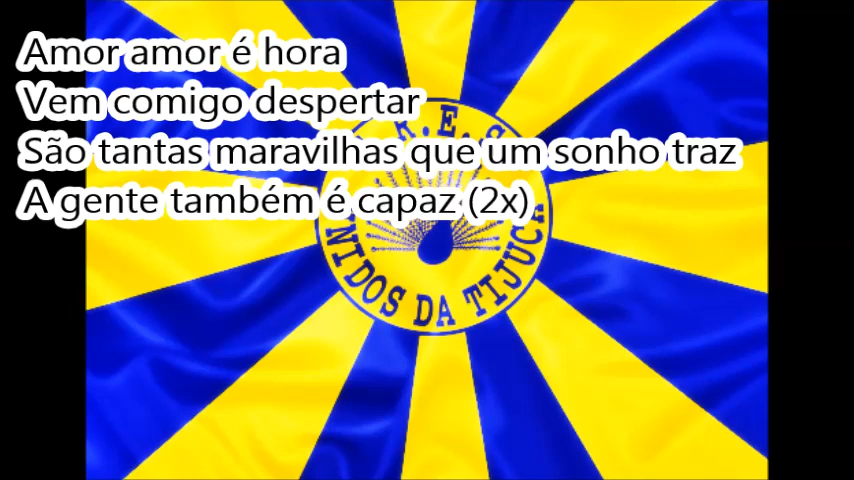 Amor amor é hora
Vem comigo despertar
São tantas maravilhas que um sonho traz
A gente também é capaz (2x)
R. E. S
NIDOS DA TIJUCA